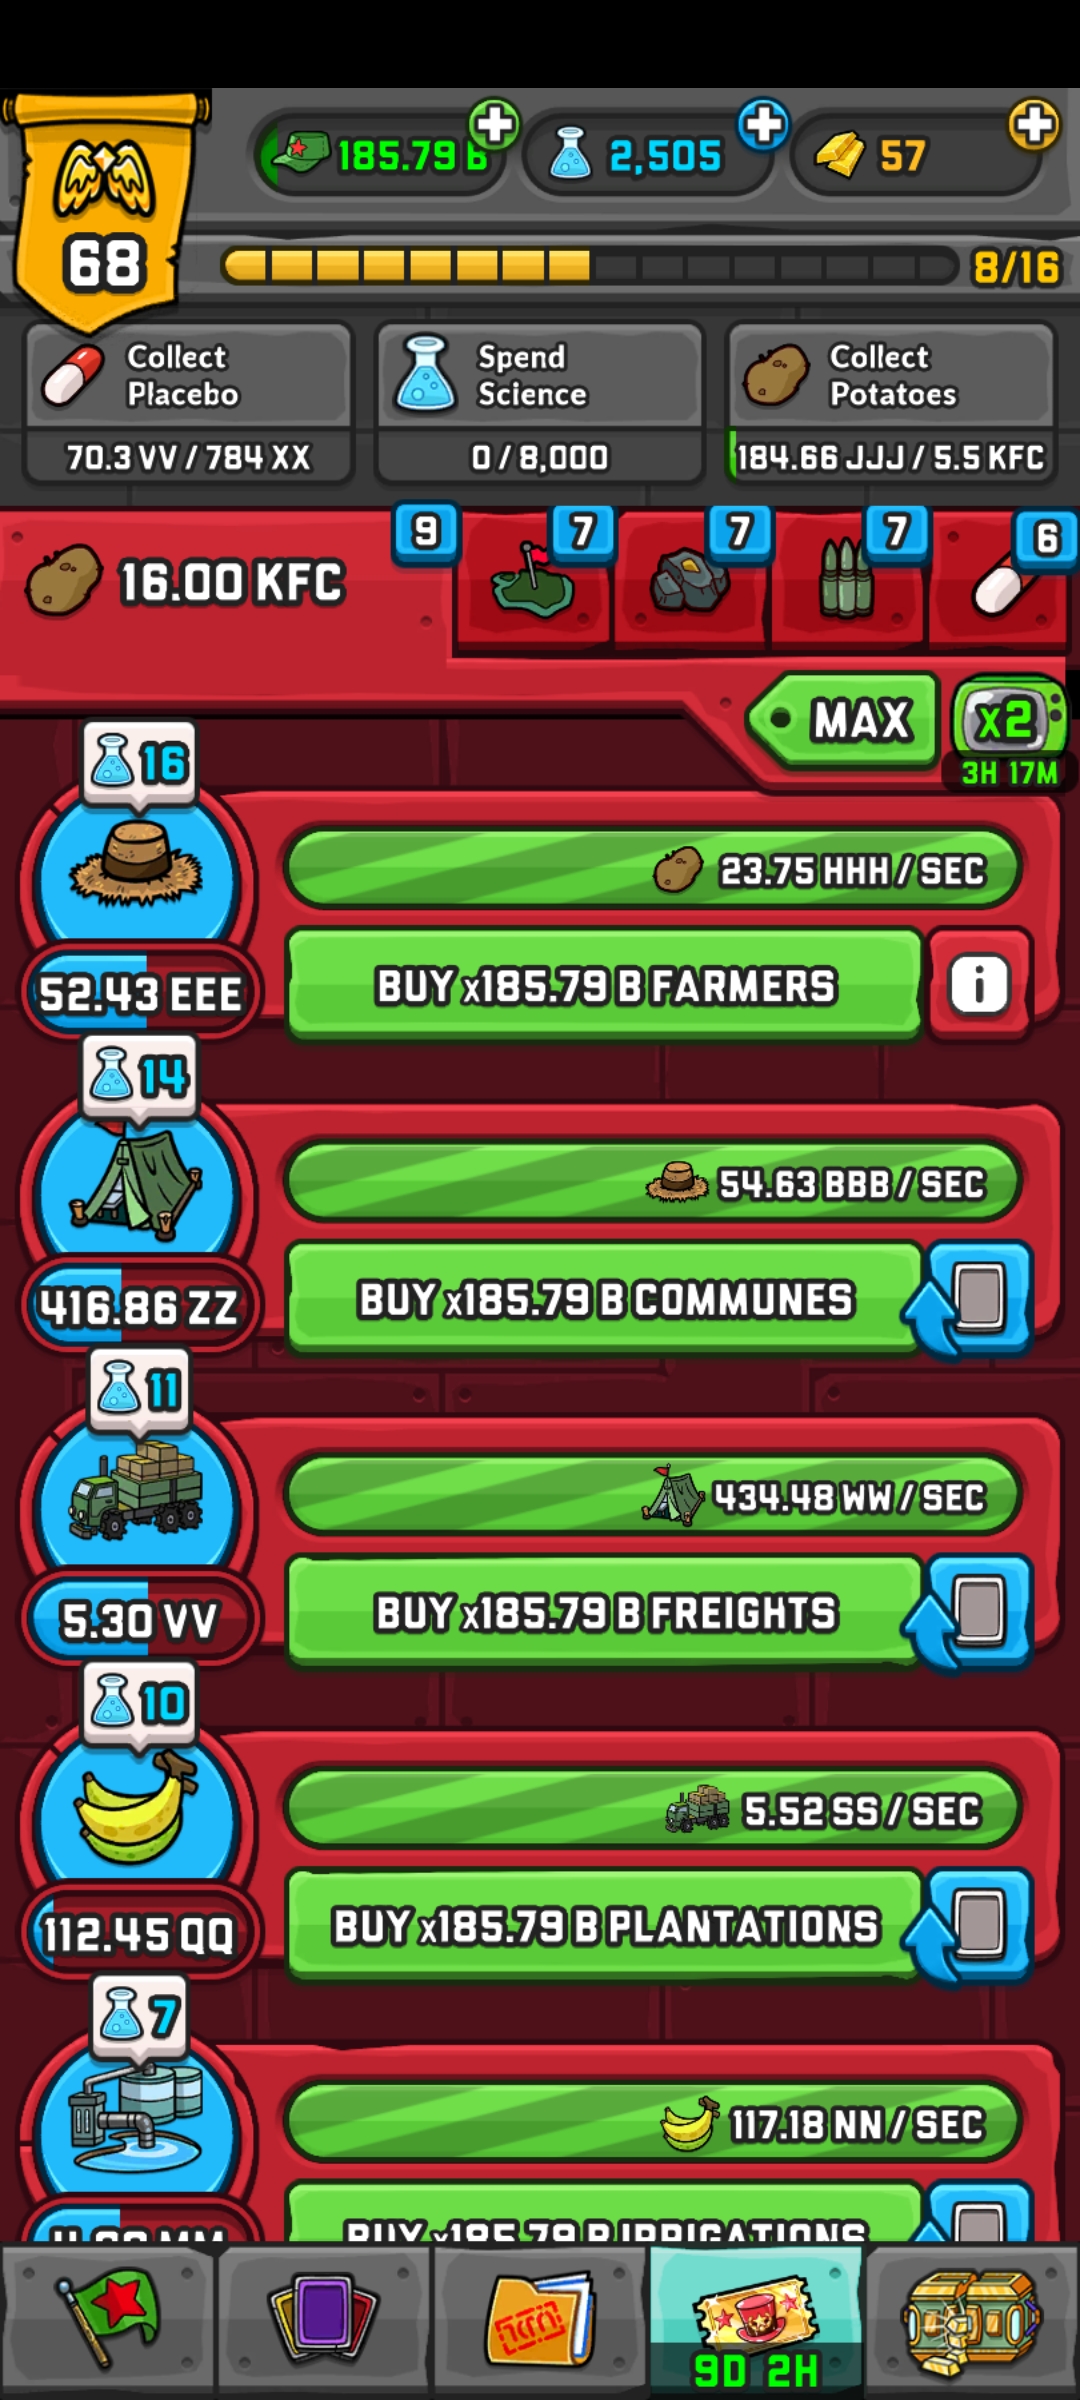 185.79 B
2,505
57
68
8/16
Collect
Placebo
70.3 VV / 784 XX
Spend
Science
0 / 8,000
Collect
Potatoes
184.66 JJJ / 5.5 KFC
16.00 KFC
9
7
7
7
6
MAX
x2
3H 17M
16
23.75 HHH / SEC
BUY x185.79 B FARMERS
i
52.43 EEE
14
54.63 BBB / SEC
BUY x185.79 B COMMUNES
416.86 ZZ
11
434.48 WW / SEC
BUY x185.79 B FREIGHTS
5.30 VV
10
5.52 SS / SEC
BUY x185.79 B PLANTATIONS
112.45 QQ
7
117.18 NN / SEC
BUY x185.79 B IRRIGATIONS
9D 2H